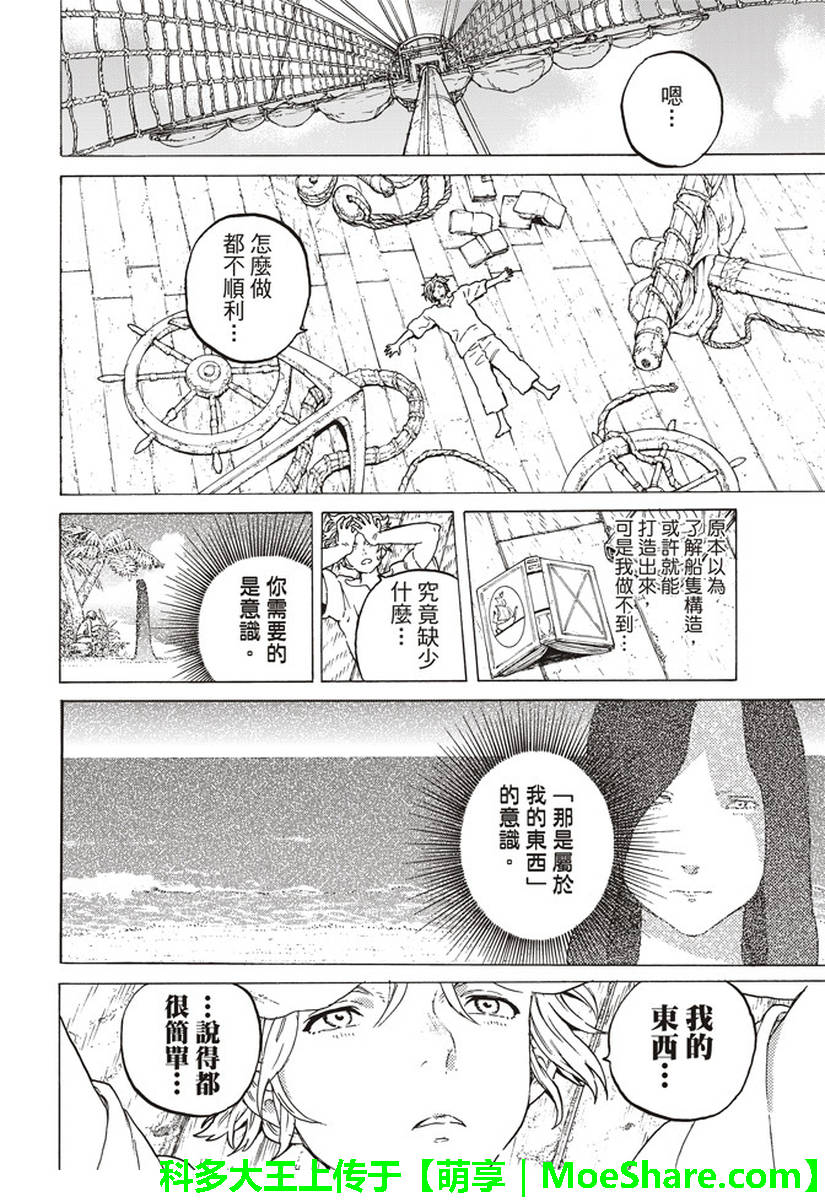 嗯…
怎麼做
都不順利…
原本以為
了解船隻構造，
或許就能
打造出來，
可是我做不到…
究竟缺少
什麼…
你需要的
是意識。
「那是屬於
我的東西」
的意識。
我的
東西…
…說得都
很簡單…
科多大王上传于【萌享｜MoeShare.com】